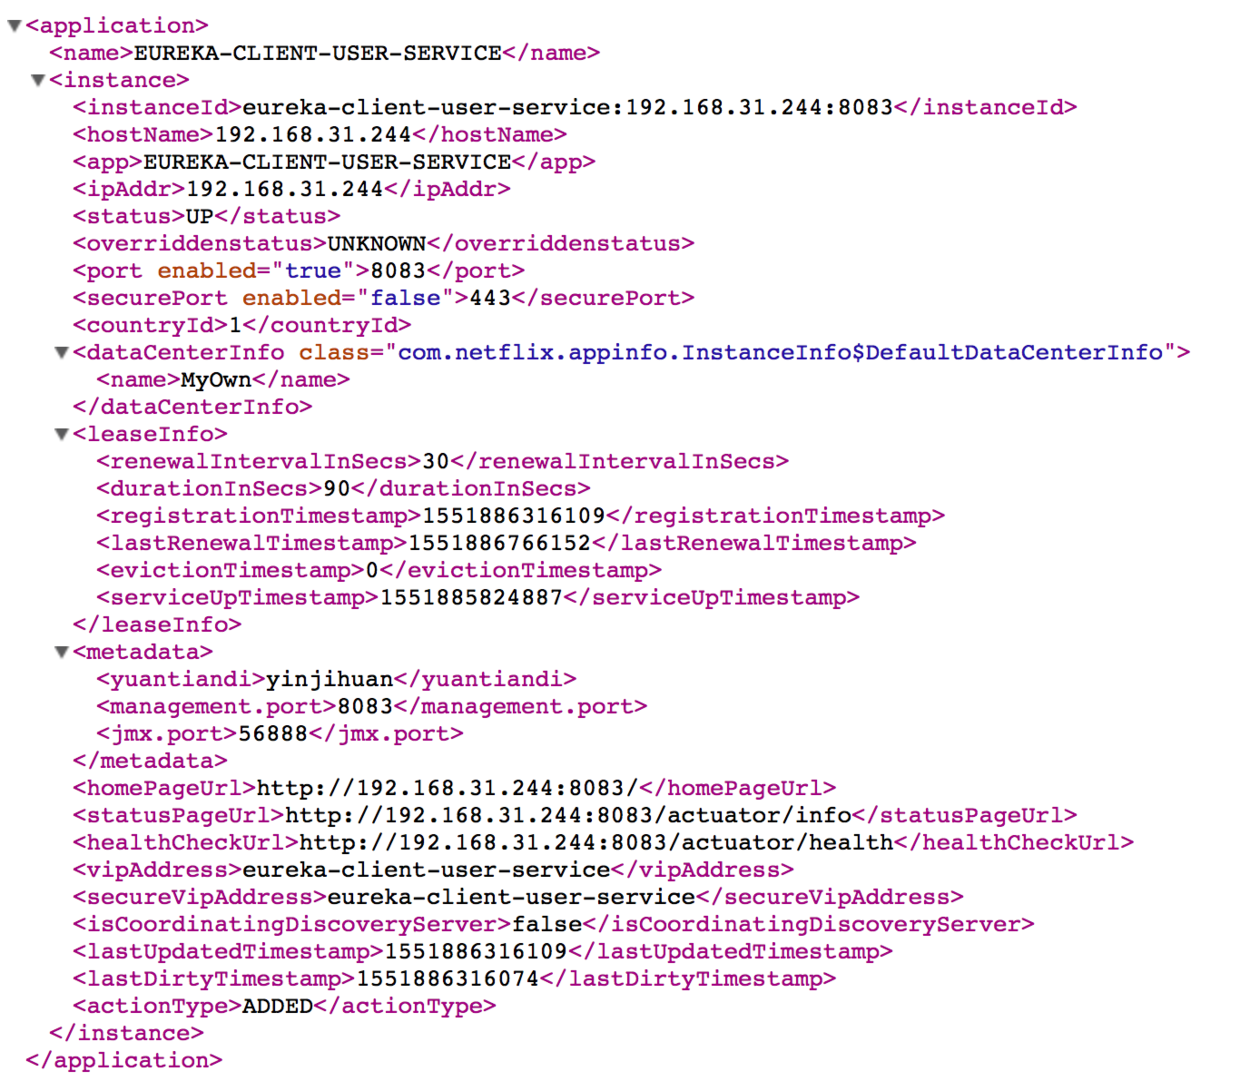 <application>
<name>EUREKA-CLIENT-USER-SERVICE</name>
<instance>
<instanceId>eureka-client-user-service:192.168.31.244:8083</instanceId>
<hostName>192.168.31.244</hostName>
<app>EUREKA-CLIENT-USER-SERVICE</app>
<ipAddr>192.168.31.244</ipAddr>
<status>UP</status>
<overriddenstatus>UNKNOWN</overriddenstatus>
<port enabled="true">8083</port>
<securePort enabled="false">443</securePort>
<countryId>1</countryId>
<dataCenterInfo class="com.netflix.appinfo.InstanceInfo$DefaultDataCenterInfo">
<name>MyOwn</name>
</dataCenterInfo>
<leaseInfo>
<renewalIntervalInSecs>30</renewalIntervalInSecs>
<durationInSecs>90</durationInSecs>
<registrationTimestamp>1551886316109</registrationTimestamp>
<lastRenewalTimestamp>1551886766152</lastRenewalTimestamp>
<evictionTimestamp>0</evictionTimestamp>
<serviceUpTimestamp>1551885824887</serviceUpTimestamp>
</leaseInfo>
<metadata>
<yuantiandi>yinjihuan</yuantiandi>
<management.port>8083</management.port>
<jmx.port>56888</jmx.port>
</metadata>
<homePageUrl>http://192.168.31.244:8083/</homePageUrl>
<statusPageUrl>http://192.168.31.244:8083/actuator/info</statusPageUrl>
<healthCheckUrl>http://192.168.31.244:8083/actuator/health</healthCheckUrl>
<vipAddress>eureka-client-user-service</vipAddress>
<secureVipAddress>eureka-client-user-service</secureVipAddress>
<isCoordinatingDiscoveryServer>false</isCoordinatingDiscoveryServer>
<lastUpdatedTimestamp>1551886316109</lastUpdatedTimestamp>
<lastDirtyTimestamp>1551886316074</lastDirtyTimestamp>
<actionType>ADDED</actionType>
</instance>
</application>